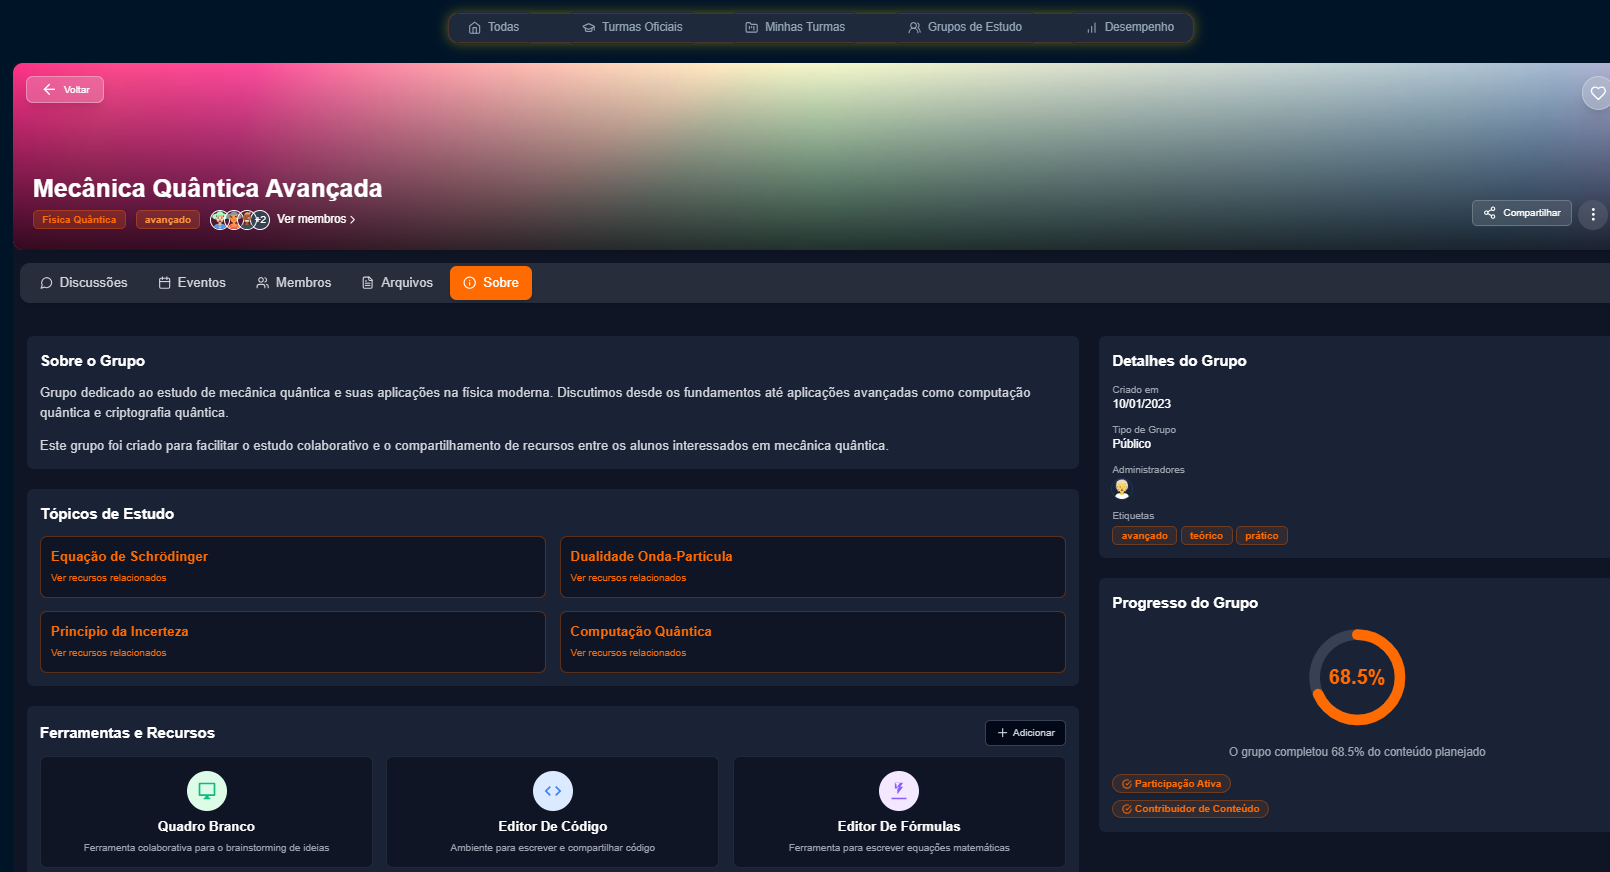 Todas
Turmas Oficiais
Minhas Turmas
Grupos de Estudo
Desempenho
Voltar
Mecânica Quântica Avançada
Física Quântica
avançado
+2
Ver membros
Compartilhar
Discussões
Eventos
Membros
Arquivos
Sobre
Sobre o Grupo
Grupo dedicado ao estudo de mecânica quântica e suas aplicações na física moderna. Discutimos desde os fundamentos até aplicações avançadas como computação
quântica e criptografia quântica.
Este grupo foi criado para facilitar o estudo colaborativo e o compartilhamento de recursos entre os alunos interessados em mecânica quântica.
Tópicos de Estudo
Equação de Schrödinger
Ver recursos relacionados
Dualidade Onda-Partícula
Ver recursos relacionados
Princípio da Incerteza
Ver recursos relacionados
Computação Quântica
Ver recursos relacionados
Ferramentas e Recursos
Adicionar
Quadro Branco
Ferramenta colaborativa para o brainstorming de ideias
Editor De Código
Ambiente para escrever e compartilhar código
Editor De Fórmulas
Ferramenta para escrever equações matemáticas
Detalhes do Grupo
Criado em
10/01/2023
Tipo de Grupo
Público
Administradores
Etiquetas
avançado
teórico
prático
Progresso do Grupo
68.5%
O grupo completou 68.5% do conteúdo planejado
Participação Ativa
Contribuidor de Conteúdo